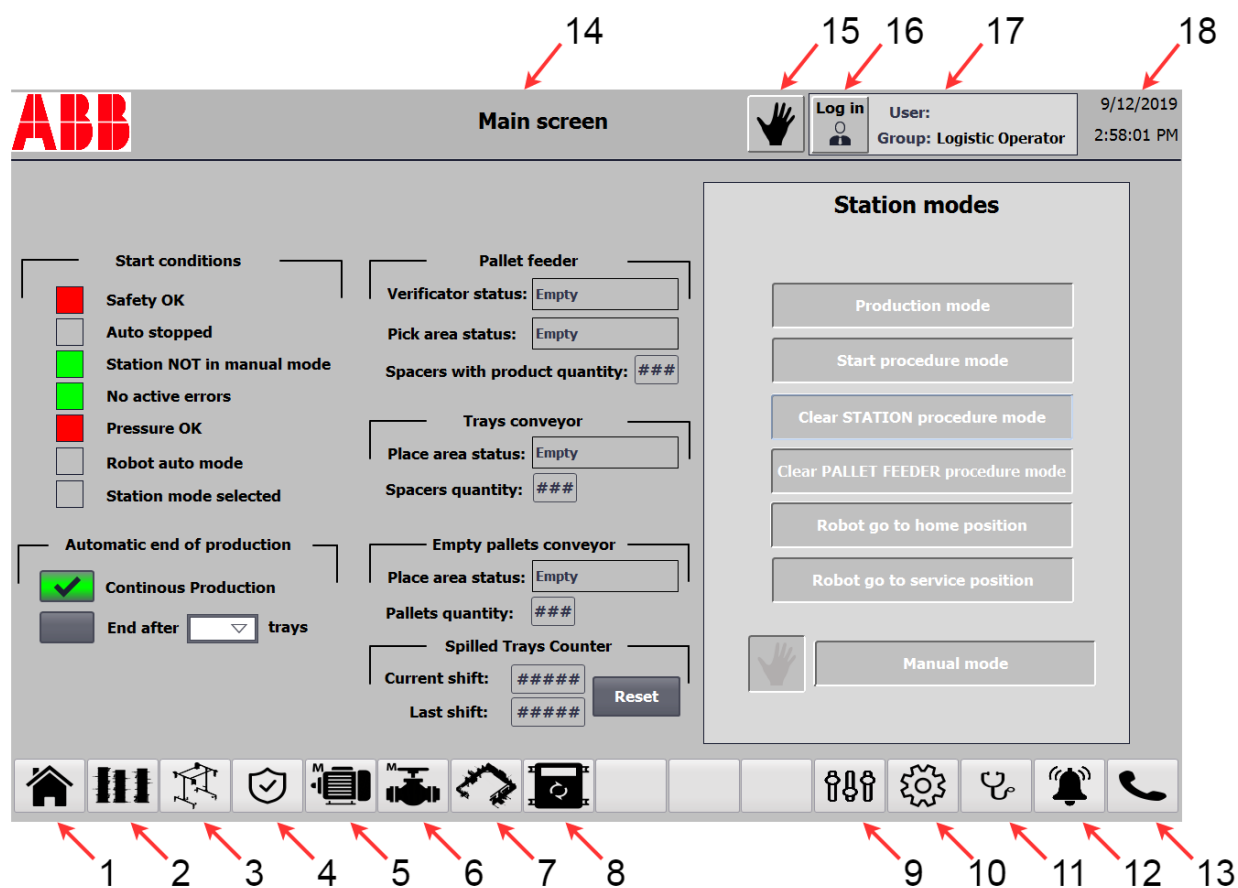 14 15 16 17 18
ABB
Main screen
Log in
User:
Group: Logistic Operator
9/12/2019
2:58:01 PM
Station modes
Start conditions
Safety OK
Auto stopped
Station NOT in manual mode
No active errors
Pressure OK
Robot auto mode
Station mode selected
Automatic end of production
Continous Production
End after trays
Pallet feeder
Verificator status: Empty
Pick area status: Empty
Spacers with product quantity: ###
Trays conveyor
Place area status: Empty
Spacers quantity: ###
Empty pallets conveyor
Place area status: Empty
Pallets quantity: ###
Spilled Trays Counter
Current shift: #####
Last shift: #####
Reset
Production mode
Start procedure mode
Clear STATION procedure mode
Clear PALLET FEEDER procedure mode
Robot go to home position
Robot go to service position
Manual mode
M M
1 2 3 4 5 6 7 8 9 10 11 12 13